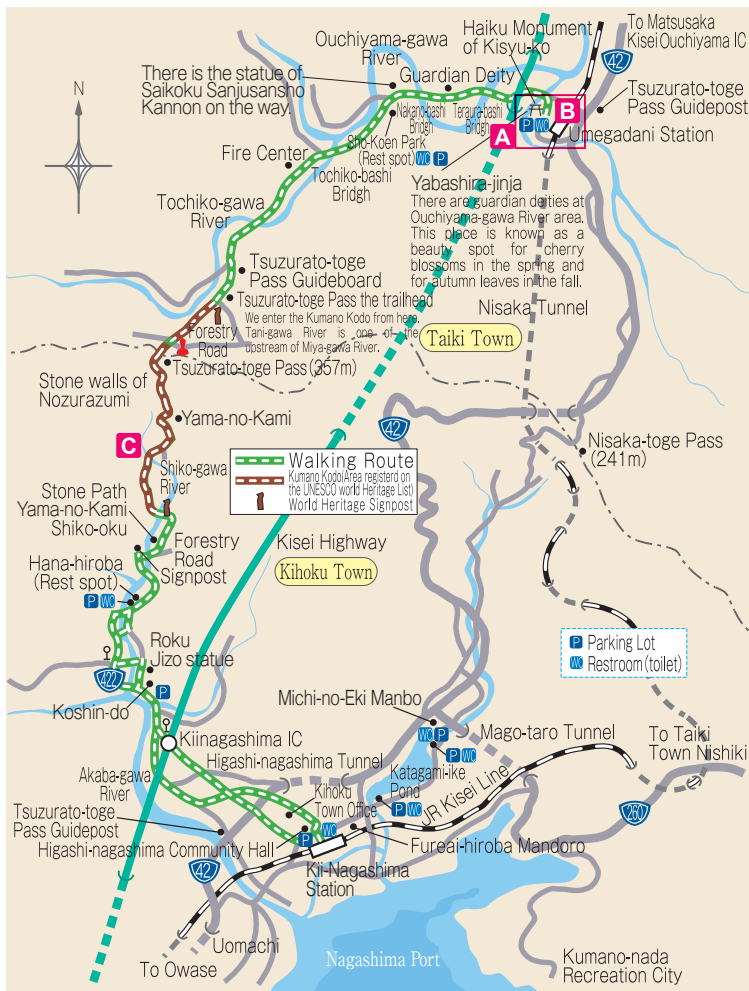 Haiku Monument
of Kisyu-ko
To Matsusaka
Kisei Ouchiyama IC
42
Ouchiyama-gawa
River
There is the statue of
Saikoku Sanjusansho
Kannon on the way.
Guardian Deity
N
Nakano-bashi
Bridgh
Teraura-bashi
Bridgh
A
B
P WC
Tsuzurato-toge
Pass Guidepost
Umegadani Station
Sho-Koen Park
(Rest spot) WC P
Fire Center
Tochiko-bashi
Bridgh
Yabashira-jinja
There are guardian deities at
Ouchiyama-gawa River area.
This place is known as a
beauty spot for cherry
blossoms in the spring and
for autumn leaves in the fall.
Tochiko-gawa
River
Tsuzurato-toge
Pass Guideboard
Tsuzurato-toge Pass the trailhead
We enter the Kumano Kodo from here.
Tani-gawa River is one of the
upstream of Miya-gawa River.
Nisaka Tunnel
Forestry
Road
Taiki Town
Tsuzurato-toge Pass (357m)
Stone walls of
Nozurazumi
Yama-no-Kami
42
C
Nisaka-toge Pass
(241m)
Shiko-gawa
River
Walking Route
Kumano Kodo(Area registerd on
the UNESCO world Heritage List)
World Heritage Signpost
Stone Path
Yama-no-Kami
Shiko-oku
Forestry
Road
Signpost
Kisei Highway
Kihoku Town
Hana-hiroba
(Rest spot)
P WC
P Parking Lot
WC Restroom(toilet)
Roku
Jizo statue
422
P
Koshin-do
Michi-no-Eki Manbo
WC P
P WC
Mago-taro Tunnel
To Taiki
Town Nishiki
Kiinagashima IC
Higashi-nagashima Tunnel
Katagami-ike
Pond
P WC
JR Kisei Line
Akaba-gawa
River
Kihoku
Town Office
260
Tsuzurato-toge
Pass Guidepost
WC
P
Higashi-nagashima Community Hall
Fureai-hiroba Mandoro
42
Kii-Nagashima
Station
Uomachi
To Owase
Nagashima Port
Kumano-nada
Recreation City